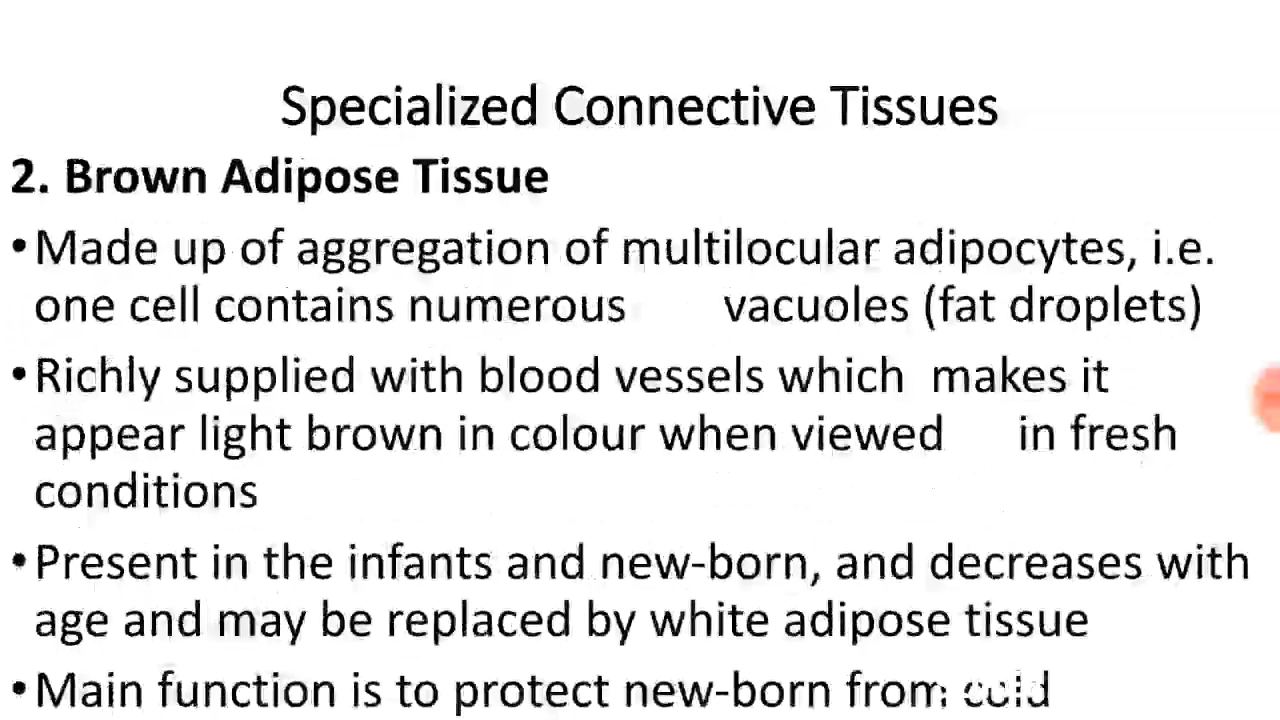 Specialized Connective Tissues
2. Brown Adipose Tissue
•Made up of aggregation of multilocular adipocytes, i.e.
one cell contains numerous vacuoles (fat droplets)
•Richly supplied with blood vessels which makes it
appear light brown in colour when viewed in fresh
conditions
•Present in the infants and new-born, and decreases with
age and may be replaced by white adipose tissue
•Main function is to protect new-born from cold